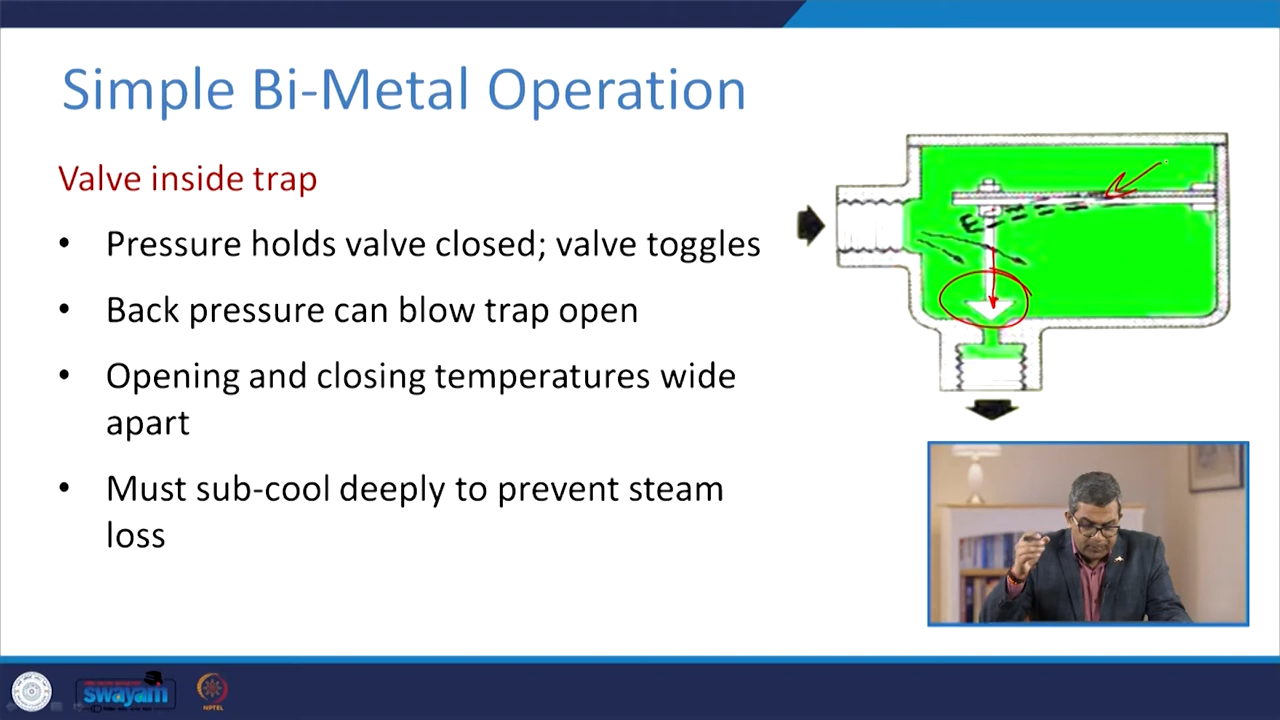 Simple Bi-Metal Operation
Valve inside trap
• Pressure holds valve closed; valve toggles
• Back pressure can blow trap open
• Opening and closing temperatures wide
apart
• Must sub-cool deeply to prevent steam
loss
swayam
NPTEL